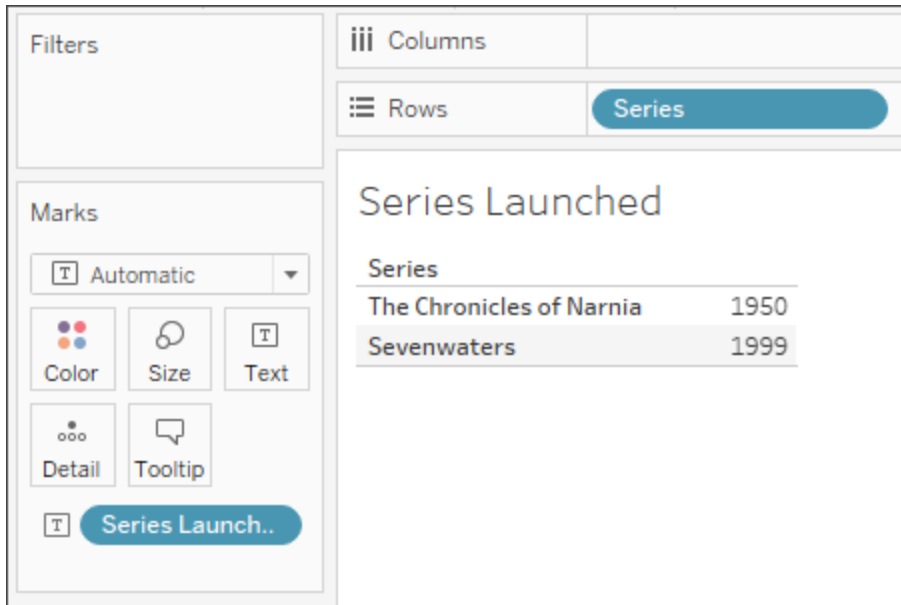 Filters
Columns
Rows Series
Marks
Automatic
Color Size Text
Detail Tooltip
Series Launch..
Series Launched
Series
The Chronicles of Narnia 1950
Sevenwaters 1999